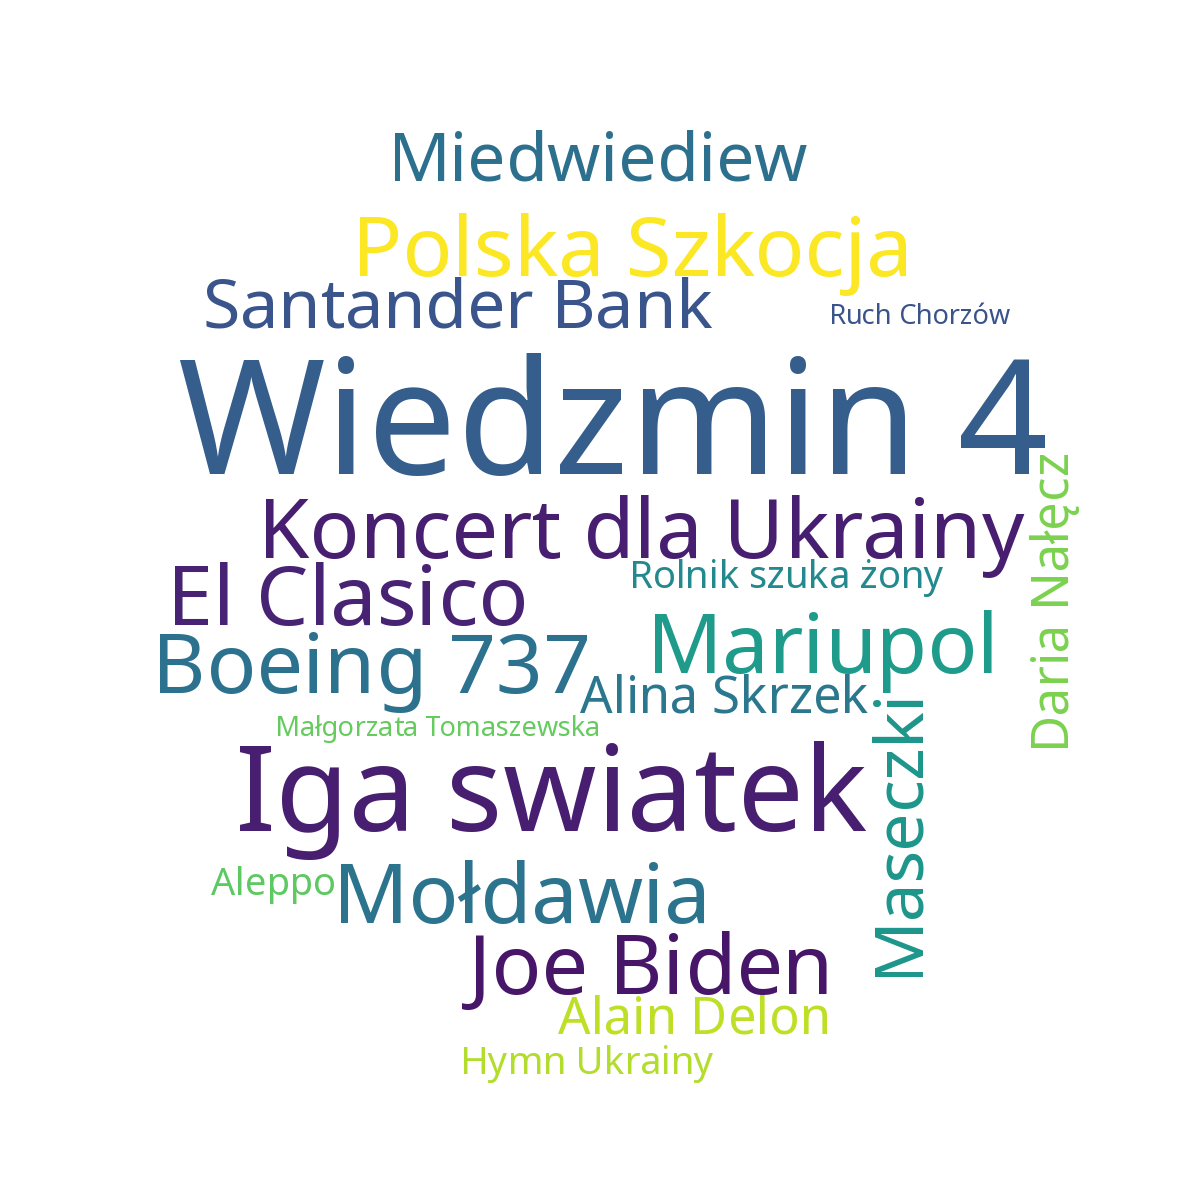 Miedwiediew
Polska Szkocja
Santander Bank
Ruch Chorzów
Wiedzmin 4
Koncert dla Ukrainy
El Clasico
Rolnik szuka żony
Daria Nałęcz
Mariupol
Boeing 737
Alina Skrzek
Małgorzata Tomaszewska
Maseczki
Iga swiatek
Aleppo
Mołdawia
Joe Biden
Alain Delon
Hymn Ukrainy